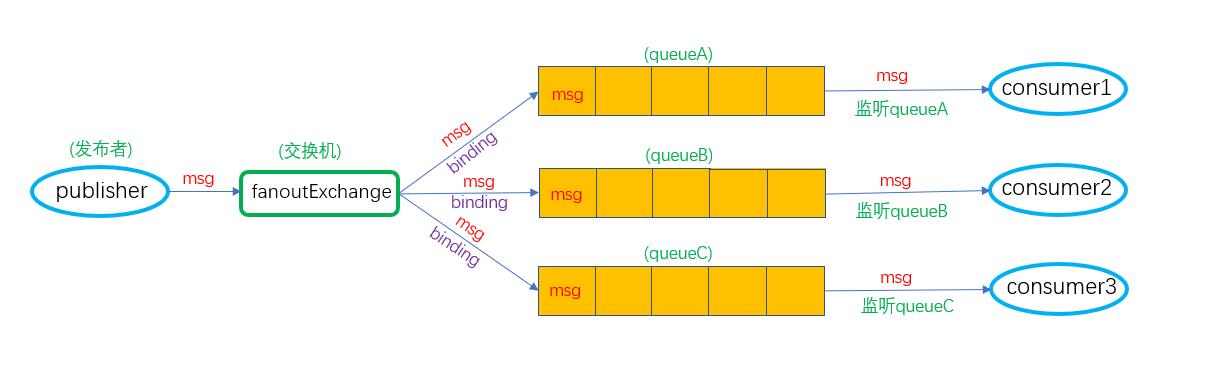 (queueA)
msg
msg
consumer1
监听queueA
msg
binding
(发布者)
(交换机)
publisher
msg
fanoutExchange
(queueB)
msg
binding
msg
msg
consumer2
监听queueB
msg
binding
(queueC)
msg
msg
consumer3
监听queueC